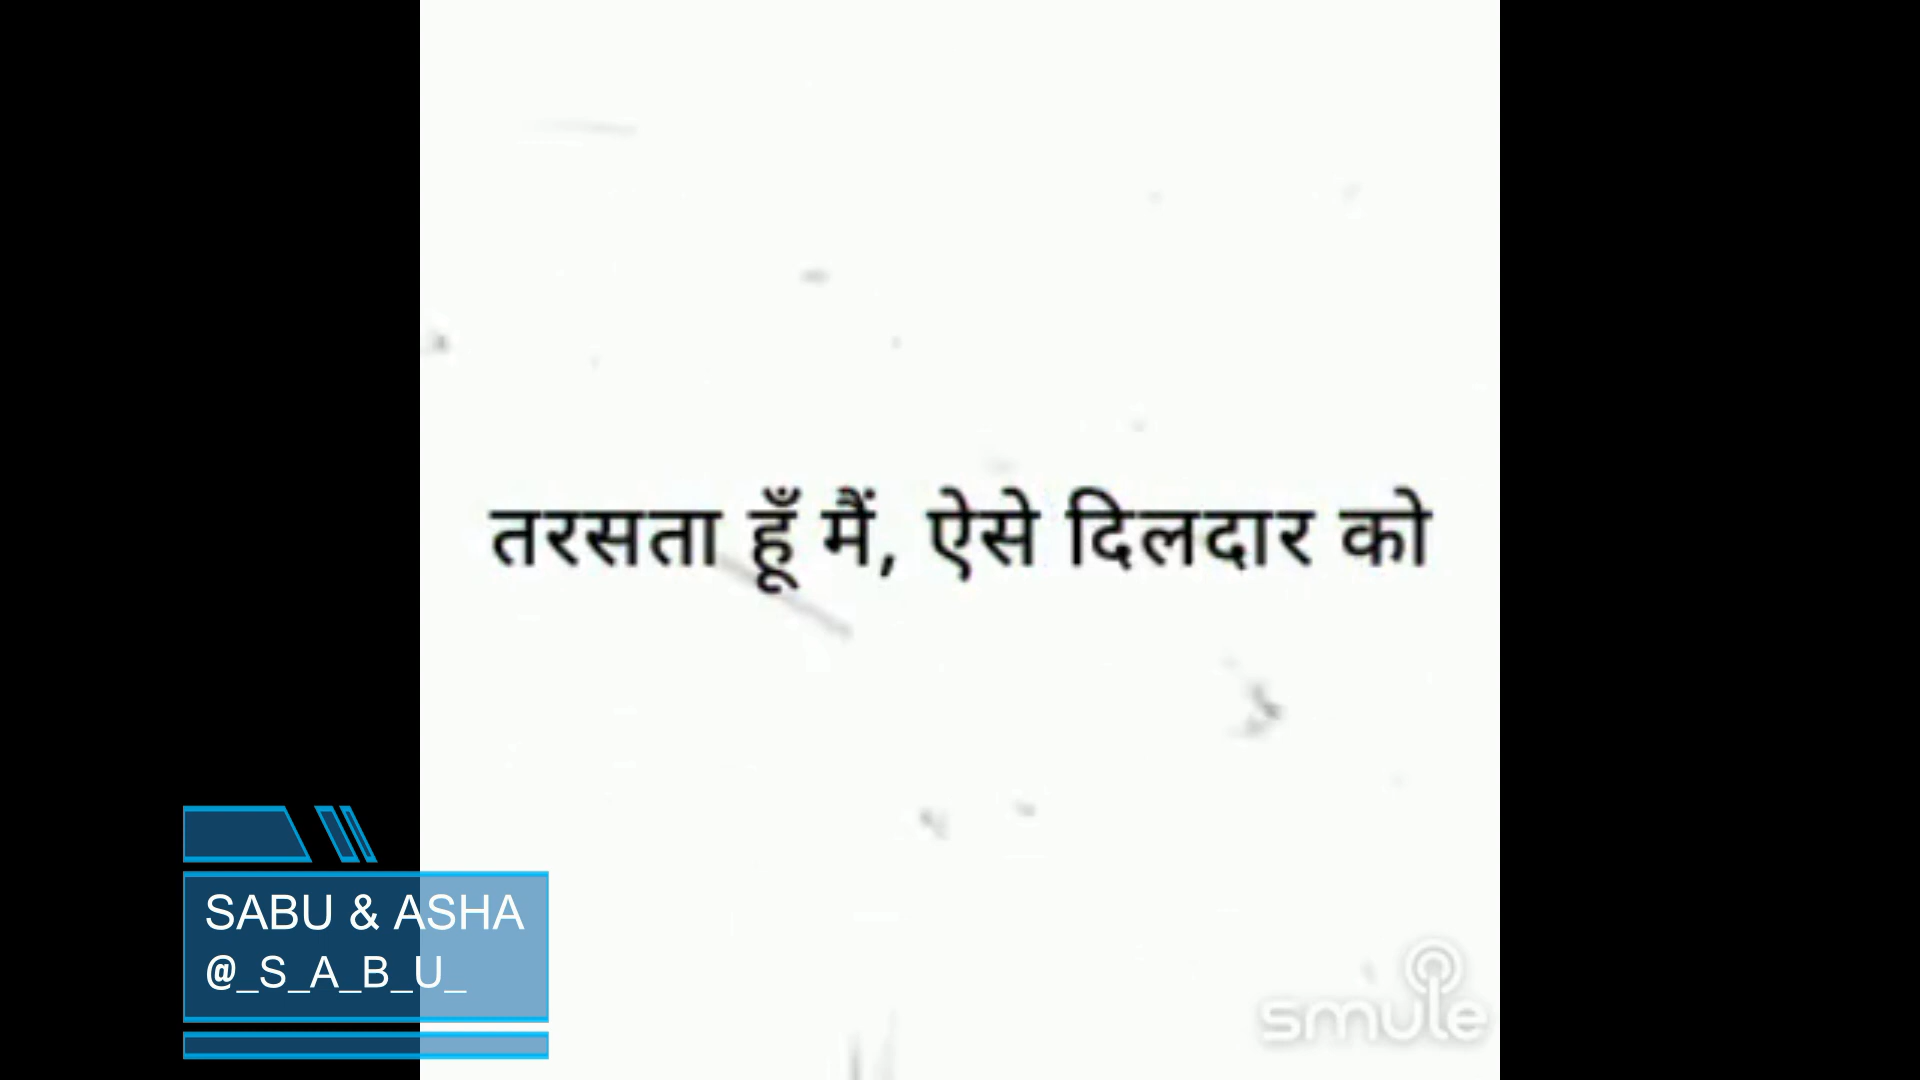 तरसता हूँ मैं, ऐसे दिलदार को
SABU & ASHA
@_S_A_B_U_
smule